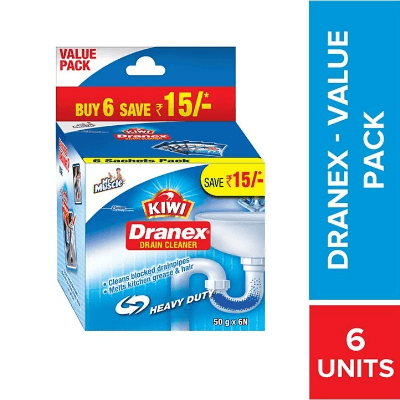 VALUE
PACK
BUY 6 SAVE ₹15/-*
Dranex
6 Sachets Pack
Mr Muscle
KIWI
SAVE ₹15/-*
Dranex®
DRAIN CLEANER
• Cleans blocked drainpipes
• Melts kitchen grease & hair
HEAVY DUTY
50 g x 6N
DRANEX - VALUE
PACK
6
UNITS